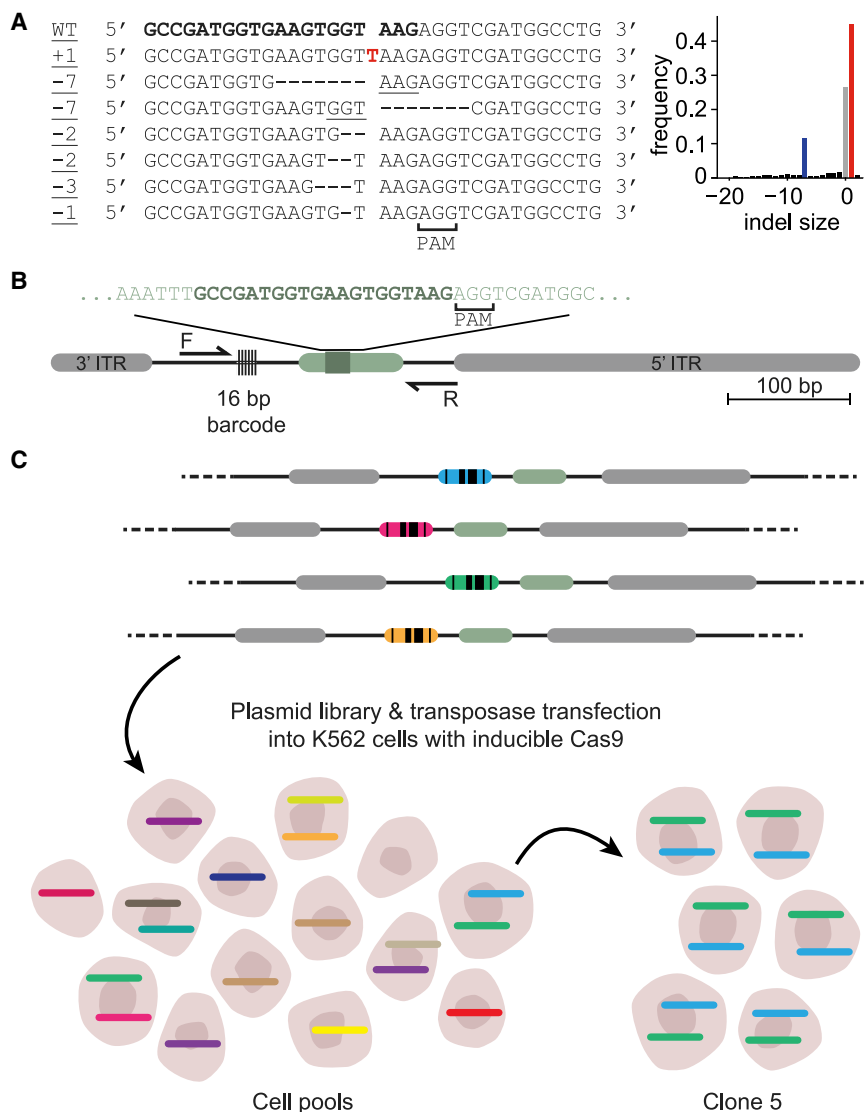 A
WT 5′ GCCGATGGTGAAGTGGT AAGAGGTCGATGGCCTG 3′
+1 5′ GCCGATGGTGAAGTGGTTAAGAGGTCGATGGCCTG 3′
−7 5′ GCCGATGGTG------- AAGAGGTCGATGGCCTG 3′
−7 5′ GCCGATGGTGAAGTGGT -------CGATGGCCTG 3′
−2 5′ GCCGATGGTGAAGTG-- AAGAGGTCGATGGCCTG 3′
−2 5′ GCCGATGGTGAAGT--T AAGAGGTCGATGGCCTG 3′
−3 5′ GCCGATGGTGAAG---T AAGAGGTCGATGGCCTG 3′
−1 5′ GCCGATGGTGAAGTG-T AAGAGGTCGATGGCCTG 3′
PAM
frequency
0.4
0.3
0.2
0.1
0
−20 −10 0
indel size
B
...AAATTTGCCGATGGTGAAGTGGTAAGAGGTCGATGGC...
PAM
F
3′ ITR
5′ ITR
R
16 bp
barcode
100 bp
C
Plasmid library & transposase transfection
into K562 cells with inducible Cas9
Cell pools
Clone 5